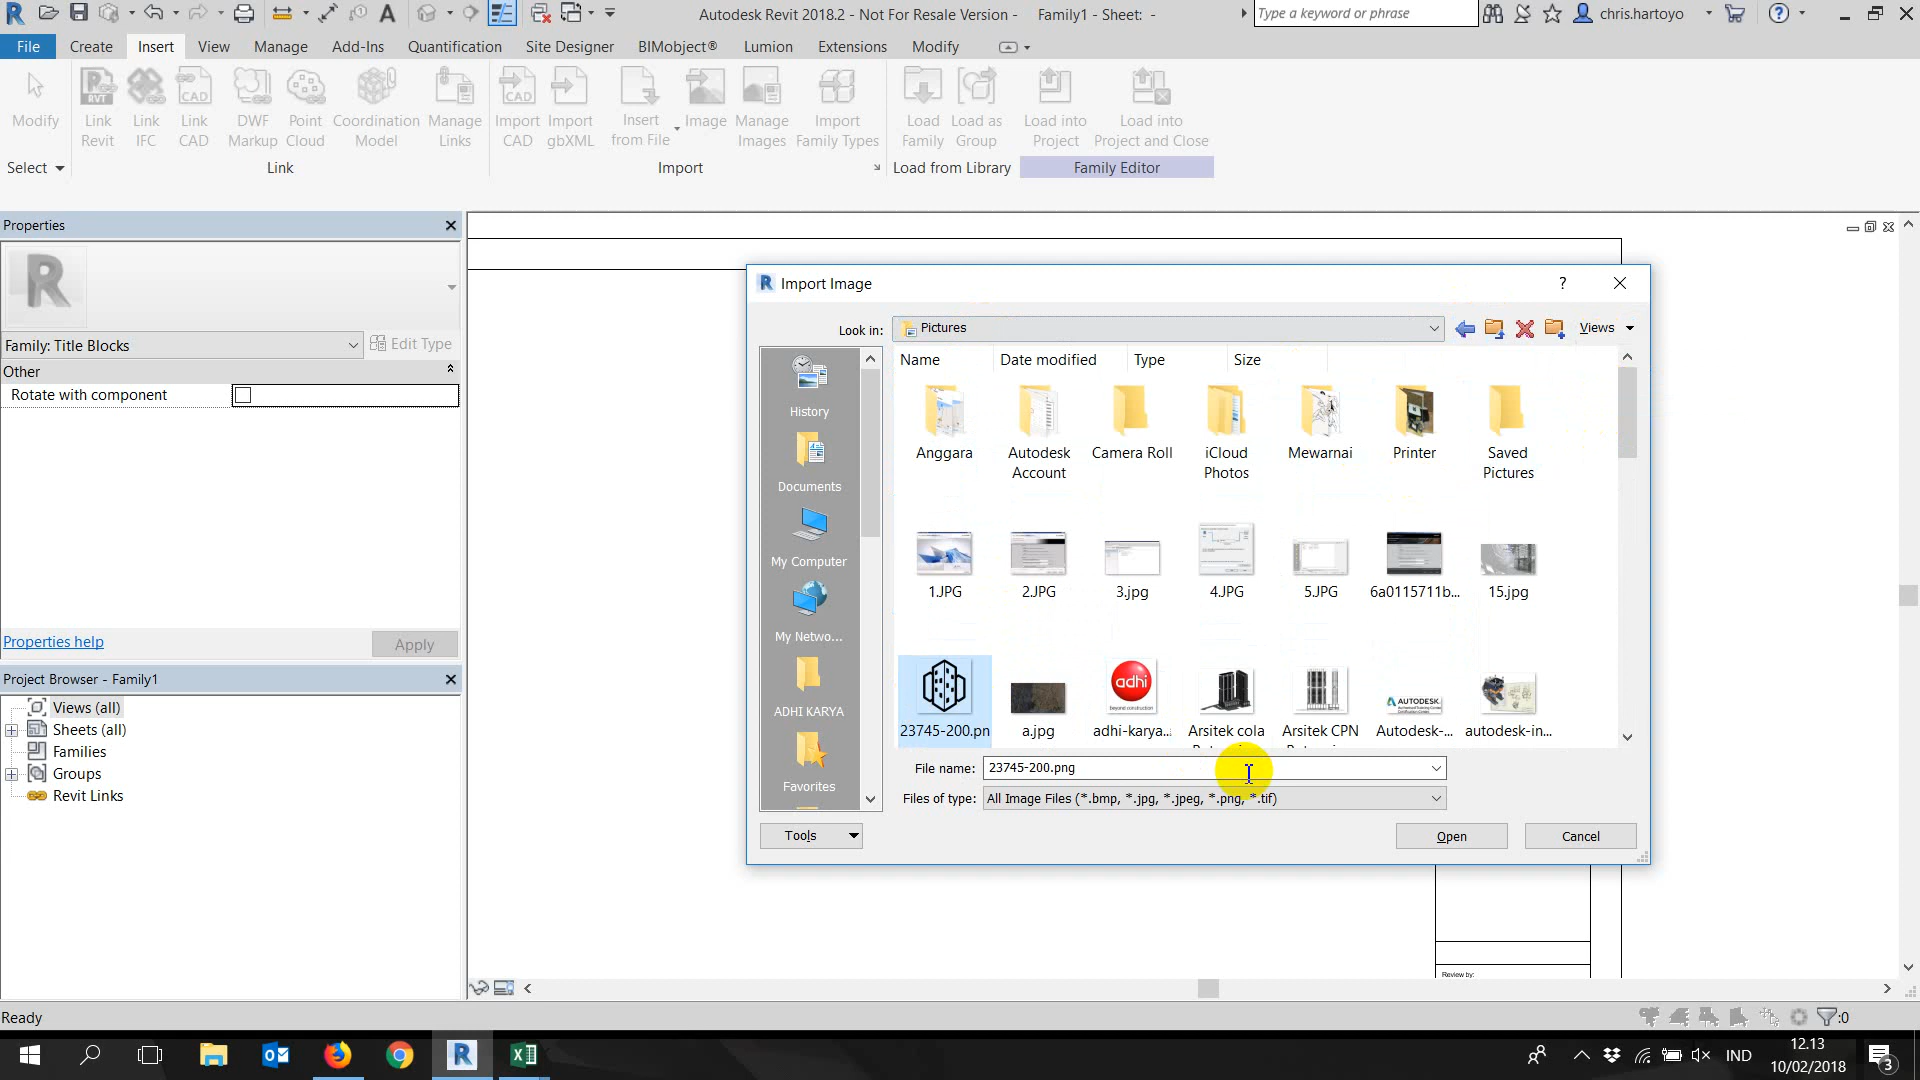 Autodesk Revit 2018.2 - Not For Resale Version - Family1 - Sheet: -
Type a keyword or phrase
chris.hartoyo
File Create Insert View Manage Add-Ins Quantification Site Designer BIMobject® Lumion Extensions Modify
Modify
Link Revit
Link IFC
Link CAD
DWF Markup
Point Cloud
Coordination Model
Manage Links
Import CAD
Import gbXML
Insert from File
Image
Manage Images
Import Family Types
Load Family
Load as Group
Load into Project
Load into Project and Close
Select
Link
Import
Load from Library
Family Editor
Properties
Family: Title Blocks
Edit Type
Other
Rotate with component
Properties help
Apply
Project Browser - Family1
Views (all)
Sheets (all)
Families
Groups
Revit Links
Import Image
Look in:
Pictures
Views
History
Documents
My Computer
My Netwo...
ADHI KARYA
Favorites
Name Date modified Type Size
Anggara
Autodesk Account
Camera Roll
iCloud Photos
Mewarnai
Printer
Saved Pictures
1.JPG
2.JPG
3.jpg
4.JPG
5.JPG
6a0115711b...
15.jpg
adhi
beyond construction
AUTODESK
23745-200.pn
a.jpg
adhi-karya...
Arsitek cola
Arsitek CPN
Autodesk-...
autodesk-in...
File name: 23745-200.png
Files of type: All Image Files (*.bmp, *.jpg, *.jpeg, *.png, *.tif)
Tools
Open
Cancel
Review by:
Ready
:0
IND
12.13
10/02/2018
3